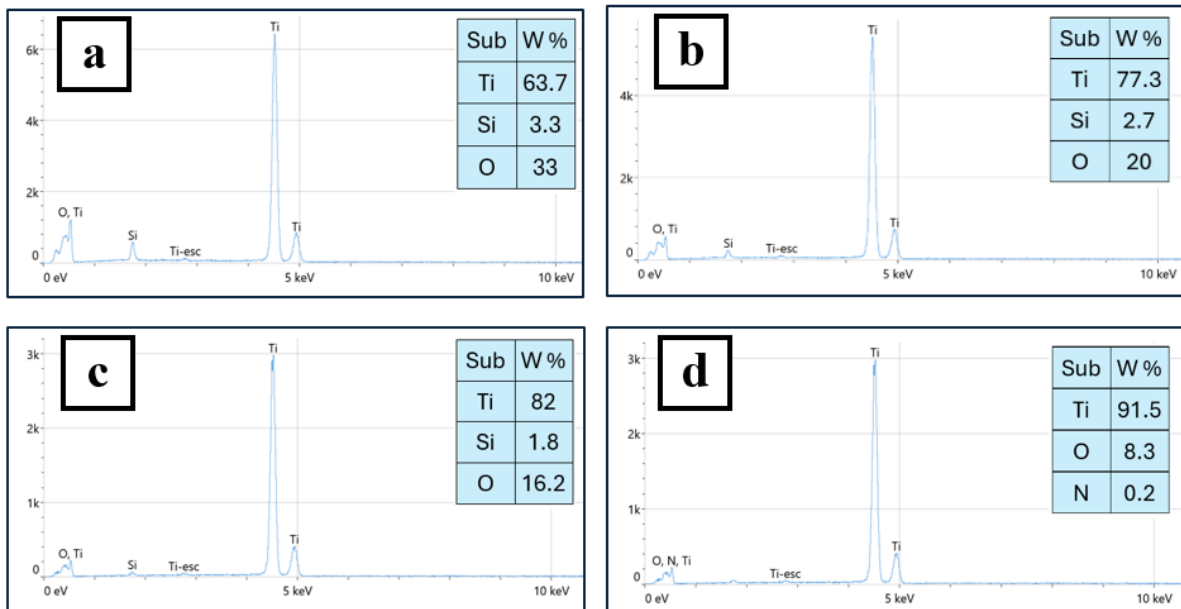 a
Sub W %
Ti 63.7
Si 3.3
O 33
6k
4k
2k
0
Ti
O, Ti
Si
Ti-esc
Ti
0 eV 5 keV 10 keV
b
Sub W %
Ti 77.3
Si 2.7
O 20
4k
2k
0
Ti
O, Ti
Si
Ti-esc
Ti
0 eV 5 keV 10 keV
c
Sub W %
Ti 82
Si 1.8
O 16.2
3k
2k
1k
0
Ti
O, Ti
Si
Ti-esc
Ti
0 eV 5 keV 10 keV
d
Sub W %
Ti 91.5
O 8.3
N 0.2
3k
2k
1k
0
Ti
O, N, Ti
Ti-esc
Ti
0 eV 5 keV 10 keV